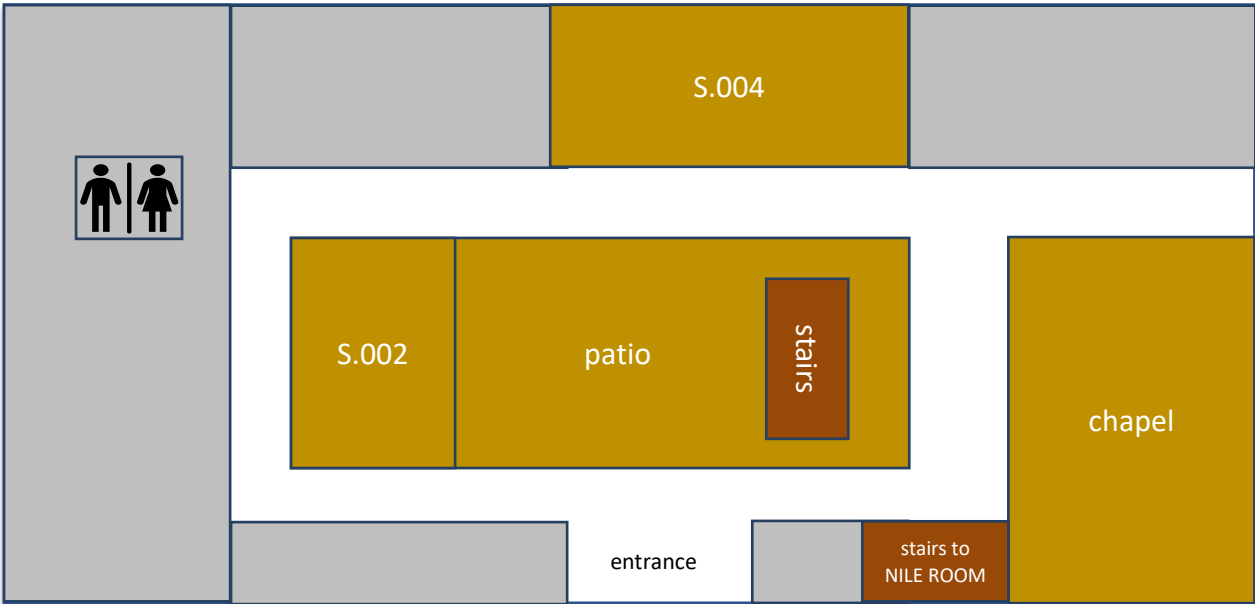 S.004
S.002
patio
stairs
chapel
entrance
stairs to
NILE ROOM